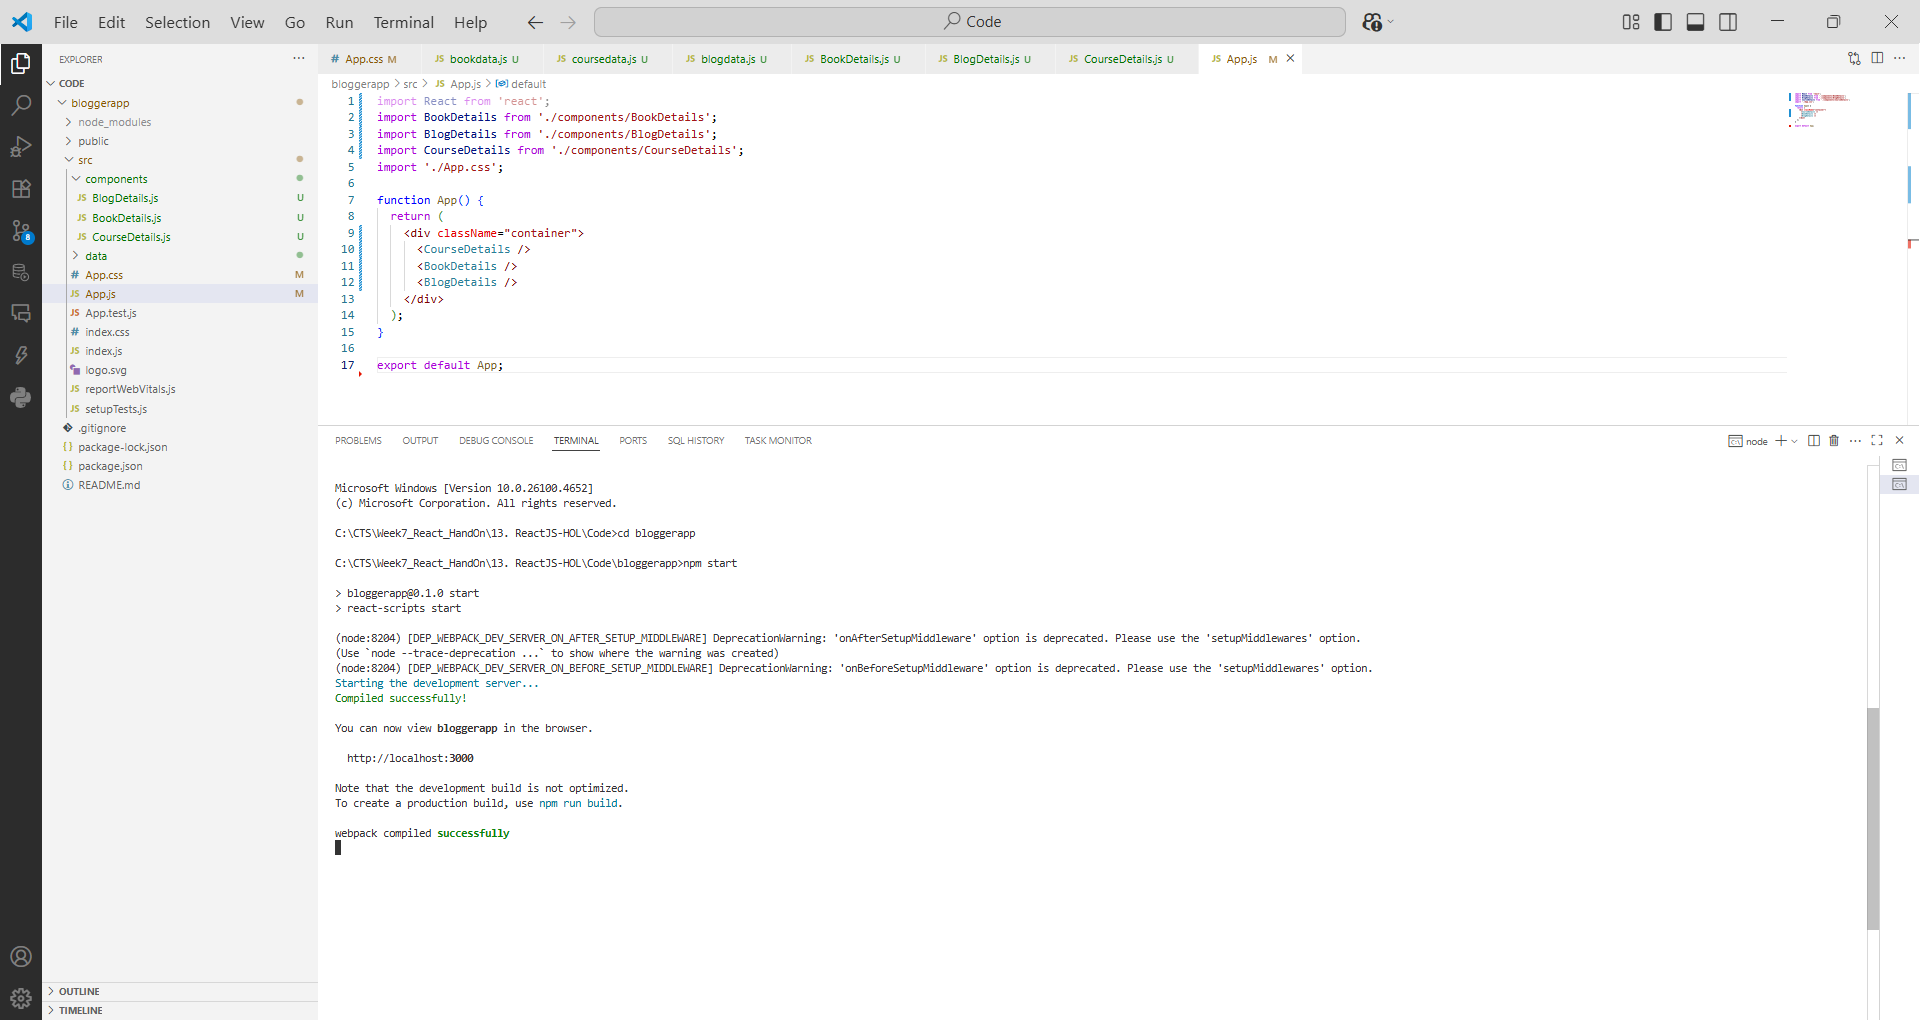 File Edit Selection View Go Run Terminal Help Code
EXPLORER
CODE
bloggerapp
node_modules
public
src
components
BlogDetails.js U
BookDetails.js U
CourseDetails.js U
data
App.css M
App.js M
App.test.js
index.css
index.js
logo.svg
reportWebVitals.js
setupTests.js
.gitignore
package-lock.json
package.json
README.md
OUTLINE
TIMELINE
8
App.css M bookdata.js U coursedata.js U blogdata.js U BookDetails.js U BlogDetails.js U CourseDetails.js U App.js M
bloggerapp > src > App.js > default
1 import React from 'react';
2 import BookDetails from './components/BookDetails';
3 import BlogDetails from './components/BlogDetails';
4 import CourseDetails from './components/CourseDetails';
5 import './App.css';
6
7 function App() {
8 return (
9 <div className="container">
10 <CourseDetails />
11 <BookDetails />
12 <BlogDetails />
13 </div>
14 );
15 }
16
17 export default App;
PROBLEMS OUTPUT DEBUG CONSOLE TERMINAL PORTS SQL HISTORY TASK MONITOR node
Microsoft Windows [Version 10.0.26100.4652]
(c) Microsoft Corporation. All rights reserved.
C:\CTS\Week7_React_HandOn\13. ReactJS-HOL\Code>cd bloggerapp
C:\CTS\Week7_React_HandOn\13. ReactJS-HOL\Code\bloggerapp>npm start
> bloggerapp@0.1.0 start
> react-scripts start
(node:8204) [DEP_WEBPACK_DEV_SERVER_ON_AFTER_SETUP_MIDDLEWARE] DeprecationWarning: 'onAfterSetupMiddleware' option is deprecated. Please use the 'setupMiddlewares' option.
(Use `node --trace-deprecation ...` to show where the warning was created)
(node:8204) [DEP_WEBPACK_DEV_SERVER_ON_BEFORE_SETUP_MIDDLEWARE] DeprecationWarning: 'onBeforeSetupMiddleware' option is deprecated. Please use the 'setupMiddlewares' option.
Starting the development server...
Compiled successfully!
You can now view bloggerapp in the browser.
http://localhost:3000
Note that the development build is not optimized.
To create a production build, use npm run build.
webpack compiled successfully